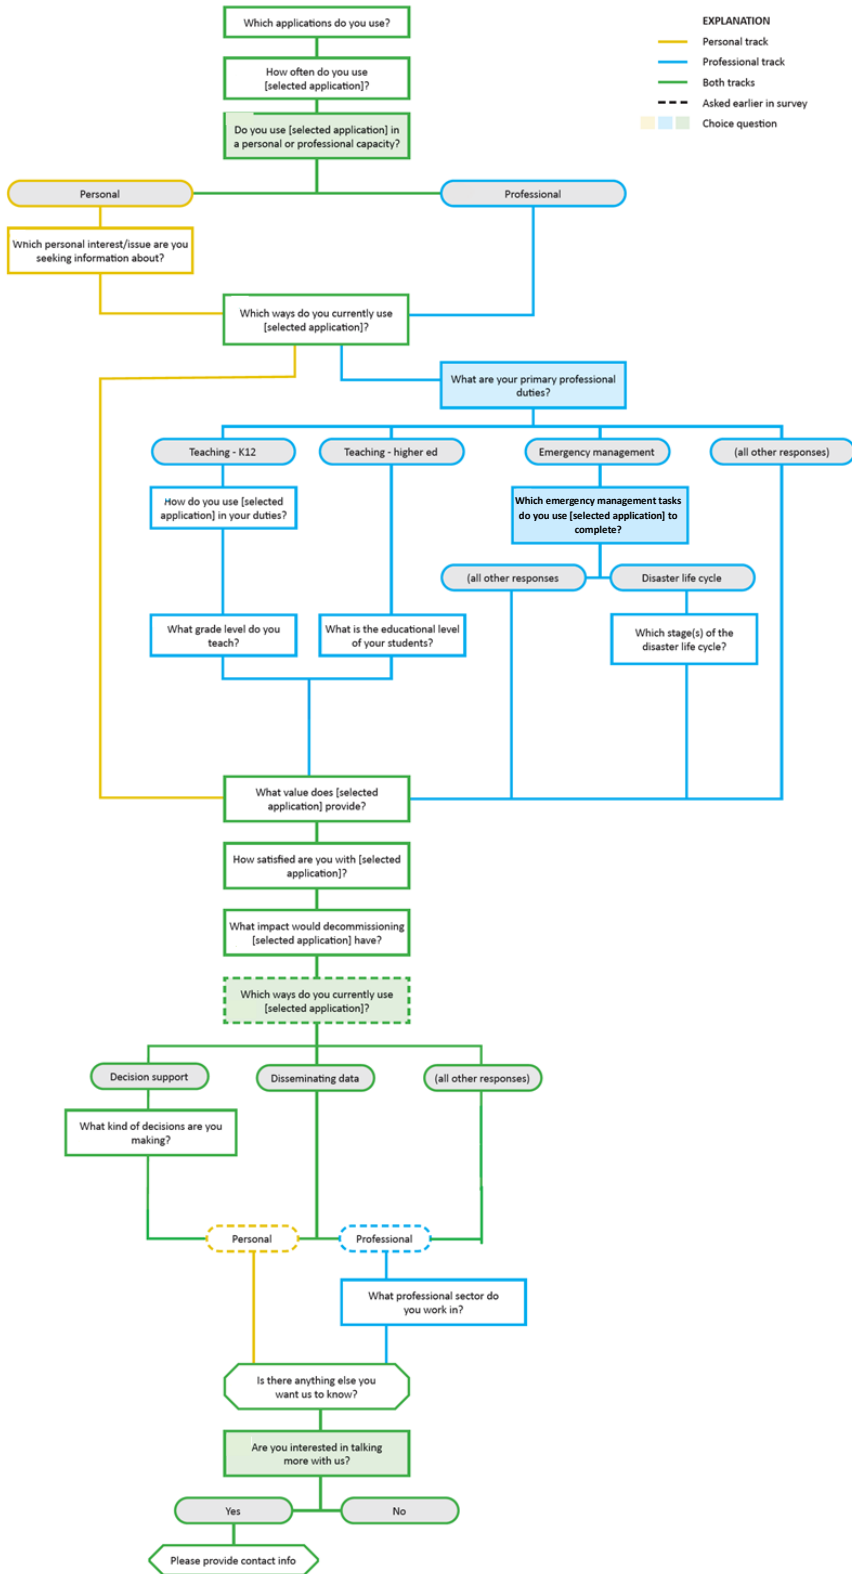 Which applications do you use?
How often do you use
[selected application]?
Do you use [selected application] in
a personal or professional capacity?
EXPLANATION
Personal track
Professional track
Both tracks
Asked earlier in survey
Choice question
Personal
Professional
Which personal interest/issue are you
seeking information about?
Which ways do you currently use
[selected application]?
What are your primary professional
duties?
Teaching - K12
Teaching - higher ed
Emergency management
(all other responses)
How do you use [selected
application] in your duties?
Which emergency management tasks
do you use [selected application] to
complete?
(all other responses
Disaster life cycle
What grade level do you
teach?
What is the educational level
of your students?
Which stage(s) of the
disaster life cycle?
What value does [selected
application] provide?
How satisfied are you with [selected
application]?
What impact would decommissioning
[selected application] have?
Which ways do you currently use
[selected application]?
Decision support
Disseminating data
(all other responses)
What kind of decisions are you
making?
Personal
Professional
What professional sector do
you work in?
Is there anything else you
want us to know?
Are you interested in talking
more with us?
Yes
No
Please provide contact info